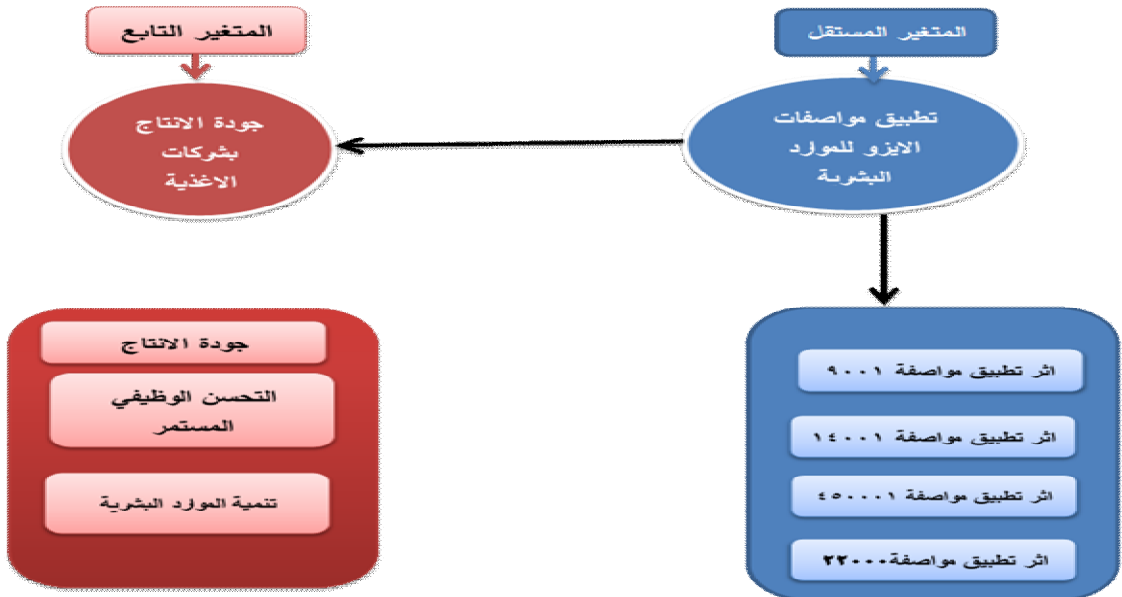 المتغير المستقل
المتغير التابع
تطبيق مواصفات
الايزو للموارد
البشرية
جودة الانتاج
بشركات
الاغذية
اثر تطبيق مواصفة ٩٠٠١
اثر تطبيق مواصفة ١٤٠٠١
اثر تطبيق مواصفة ٤٥٠٠٠١
اثر تطبيق مواصفة٢٢٠٠٠
جودة الانتاج
التحسن الوظيفي
المستمر
تنمية الموارد البشرية